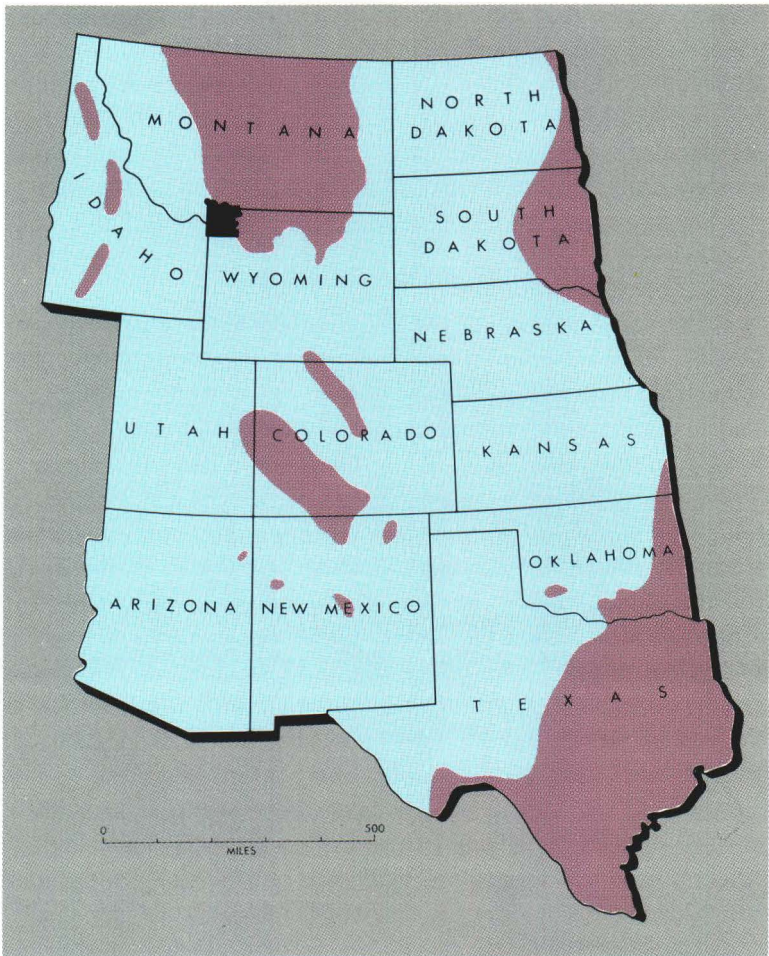 NORTH
DAKOTA
MONTANA
IDAHO
SOUTH
DAKOTA
WYOMING
NEBRASKA
UTAH
COLORADO
KANSAS
OKLAHOMA
ARIZONA
NEW MEXICO
TEXAS
0
500
MILES